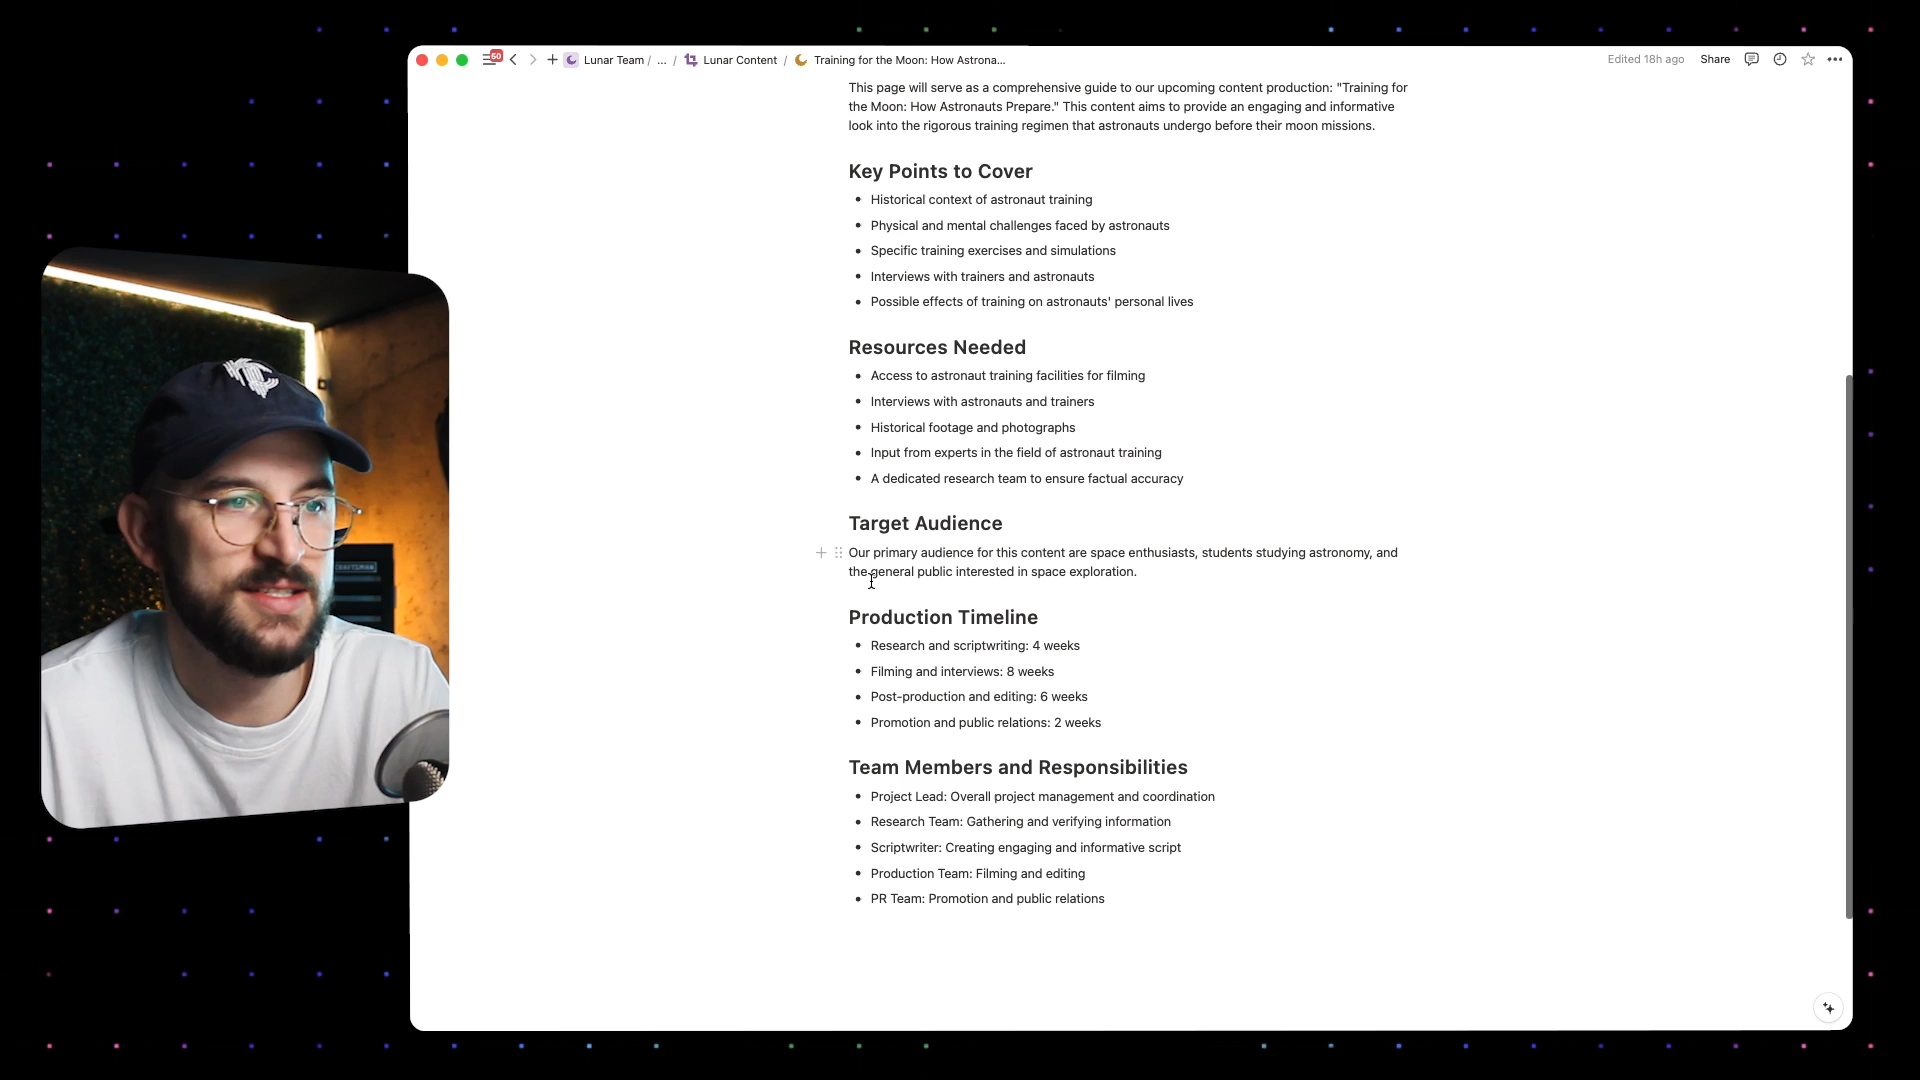 50
Lunar Team / ... / Lunar Content / Training for the Moon: How Astrona...
Edited 18h ago Share
This page will serve as a comprehensive guide to our upcoming content production: "Training for
the Moon: How Astronauts Prepare." This content aims to provide an engaging and informative
look into the rigorous training regimen that astronauts undergo before their moon missions.
Key Points to Cover
• Historical context of astronaut training
• Physical and mental challenges faced by astronauts
• Specific training exercises and simulations
• Interviews with trainers and astronauts
• Possible effects of training on astronauts' personal lives
Resources Needed
• Access to astronaut training facilities for filming
• Interviews with astronauts and trainers
• Historical footage and photographs
• Input from experts in the field of astronaut training
• A dedicated research team to ensure factual accuracy
Target Audience
Our primary audience for this content are space enthusiasts, students studying astronomy, and
the general public interested in space exploration.
Production Timeline
• Research and scriptwriting: 4 weeks
• Filming and interviews: 8 weeks
• Post-production and editing: 6 weeks
• Promotion and public relations: 2 weeks
Team Members and Responsibilities
• Project Lead: Overall project management and coordination
• Research Team: Gathering and verifying information
• Scriptwriter: Creating engaging and informative script
• Production Team: Filming and editing
• PR Team: Promotion and public relations
CRAFTSMAN